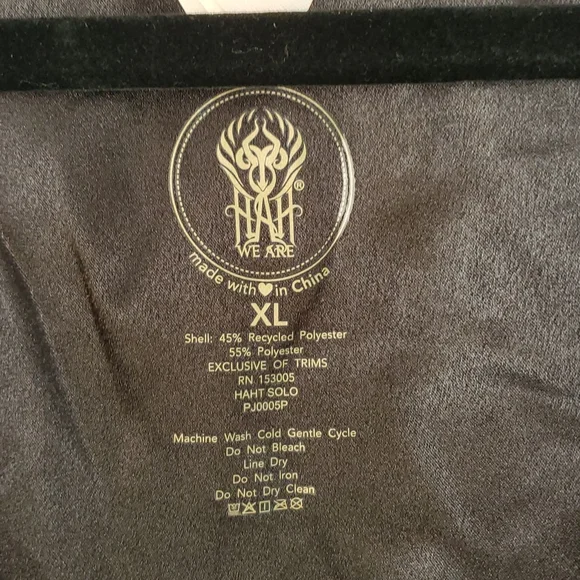 HAH®
WE ARE
made with in China
XL
Shell: 45% Recycled Polyester
55% Polyester
EXCLUSIVE OF TRIMS
RN 153005
HAHT SOLO
PJ0005P
Machine Wash Cold Gentle Cycle
Do Not Bleach
Line Dry
Do Not Iron
Do Not Dry Clean